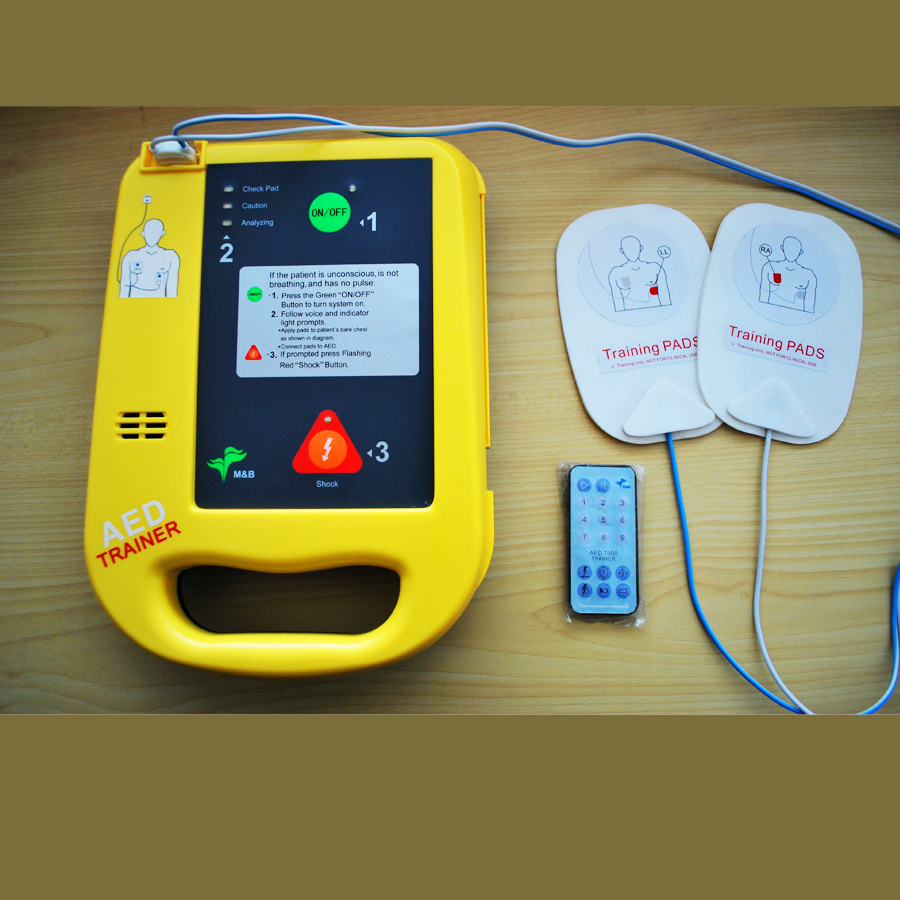 Check Pad
Caution
Analyzing
ON/OFF
1
2
If the patient is unconscious, is not
breathing, and has no pulse:
1. Press the Green "ON/OFF"
Button to turn system on.
2. Follow voice and indicator
light prompts.
•Apply pads to patient's bare chest
as shown in diagram.
•Connect pads to AED.
3. If prompted press Flashing
Red "Shock" Button.
M&B
3
Shock
AED
TRAINER
LL
Training PADS
Training only ,NOT FOR CLINICAL USE
RA
Training PADS
Training only ,NOT FOR CLINICAL USE
1 2 3
4 5 6
7 8 9
AED 7000
TRAINER